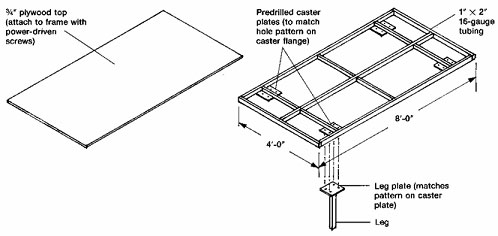 ¾" plywood top
(attach to frame with
power-driven
screws)
Predrilled caster
plates (to match
hole pattern on
caster flange)
1" × 2"
16-gauge
tubing
4'-0"
8'-0"
Leg plate (matches
pattern on caster
plate)
Leg